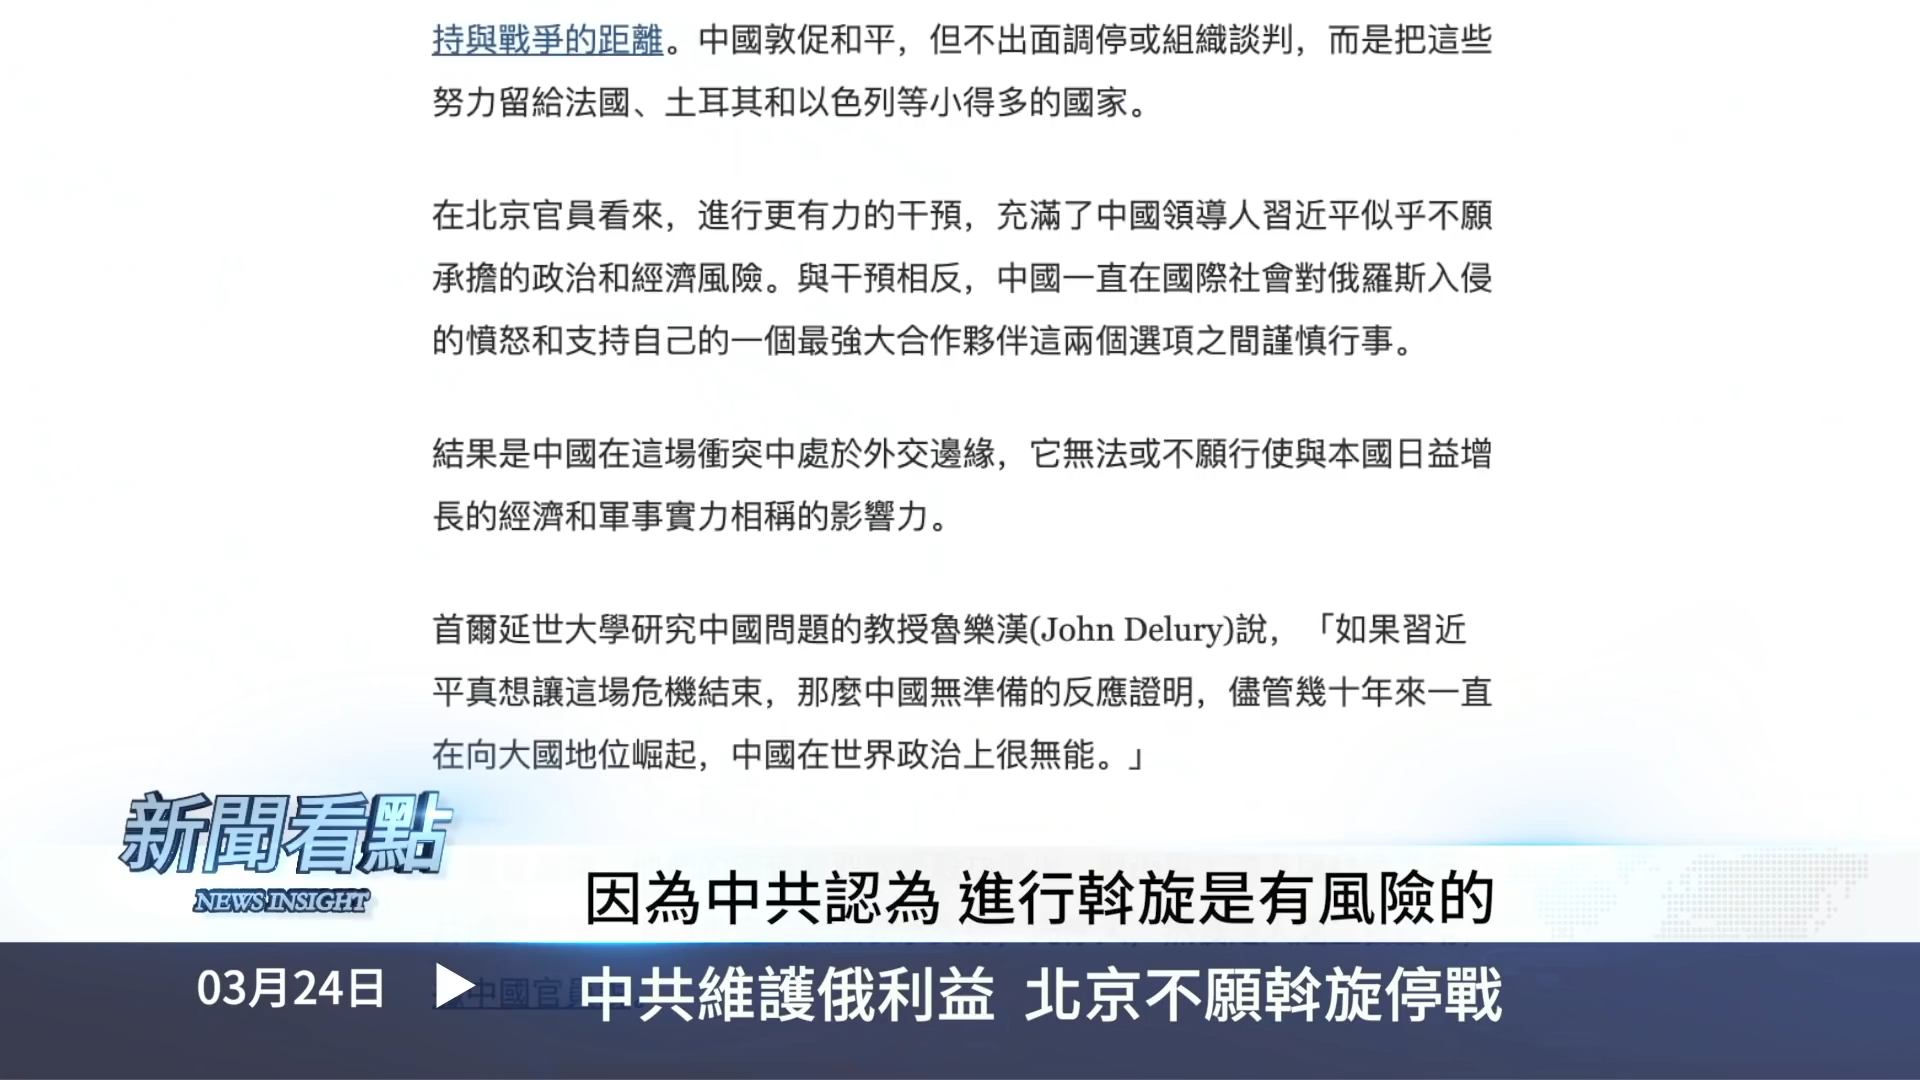 持與戰爭的距離。中國敦促和平，但不出面調停或組織談判，而是把這些
努力留給法國、土耳其和以色列等小得多的國家。
在北京官員看來，進行更有力的干預，充滿了中國領導人習近平似乎不願
承擔的政治和經濟風險。與干預相反，中國一直在國際社會對俄羅斯入侵
的憤怒和支持自己的一個最強大合作夥伴這兩個選項之間謹慎行事。
結果是中國在這場衝突中處於外交邊緣，它無法或不願行使與本國日益增
長的經濟和軍事實力相稱的影響力。
首爾延世大學研究中國問題的教授魯樂漢(John Delury)說，「如果習近
平真想讓這場危機結束，那麼中國無準備的反應證明，儘管幾十年來一直
在向大國地位崛起，中國在世界政治上很無能。」
新聞看點
NEWS INSIGHT
因為中共認為 進行斡旋是有風險的
03月24日
中共維護俄利益 北京不願斡旋停戰